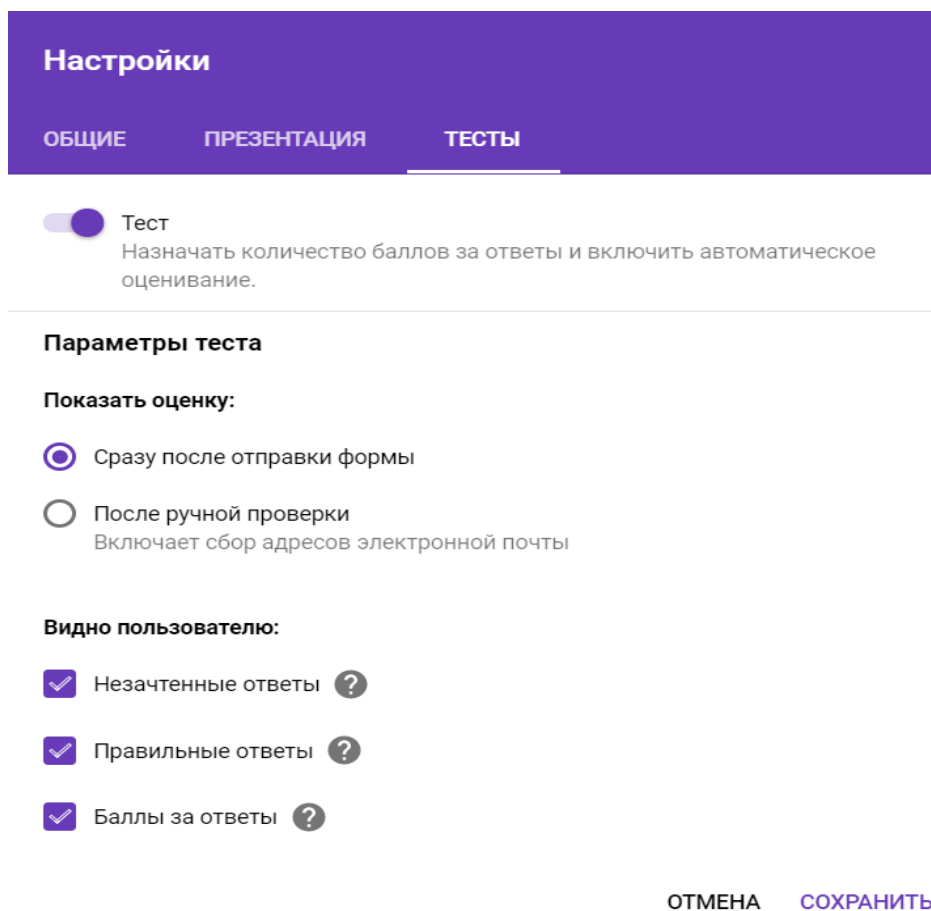 Настройки
ОБЩИЕ ПРЕЗЕНТАЦИЯ ТЕСТЫ
Тест
Назначать количество баллов за ответы и включить автоматическое
оценивание.
Параметры теста
Показать оценку:
Сразу после отправки формы
После ручной проверки
Включает сбор адресов электронной почты
Видно пользователю:
Незачтенные ответы ?
Правильные ответы ?
Баллы за ответы ?
ОТМЕНА СОХРАНИТЬ